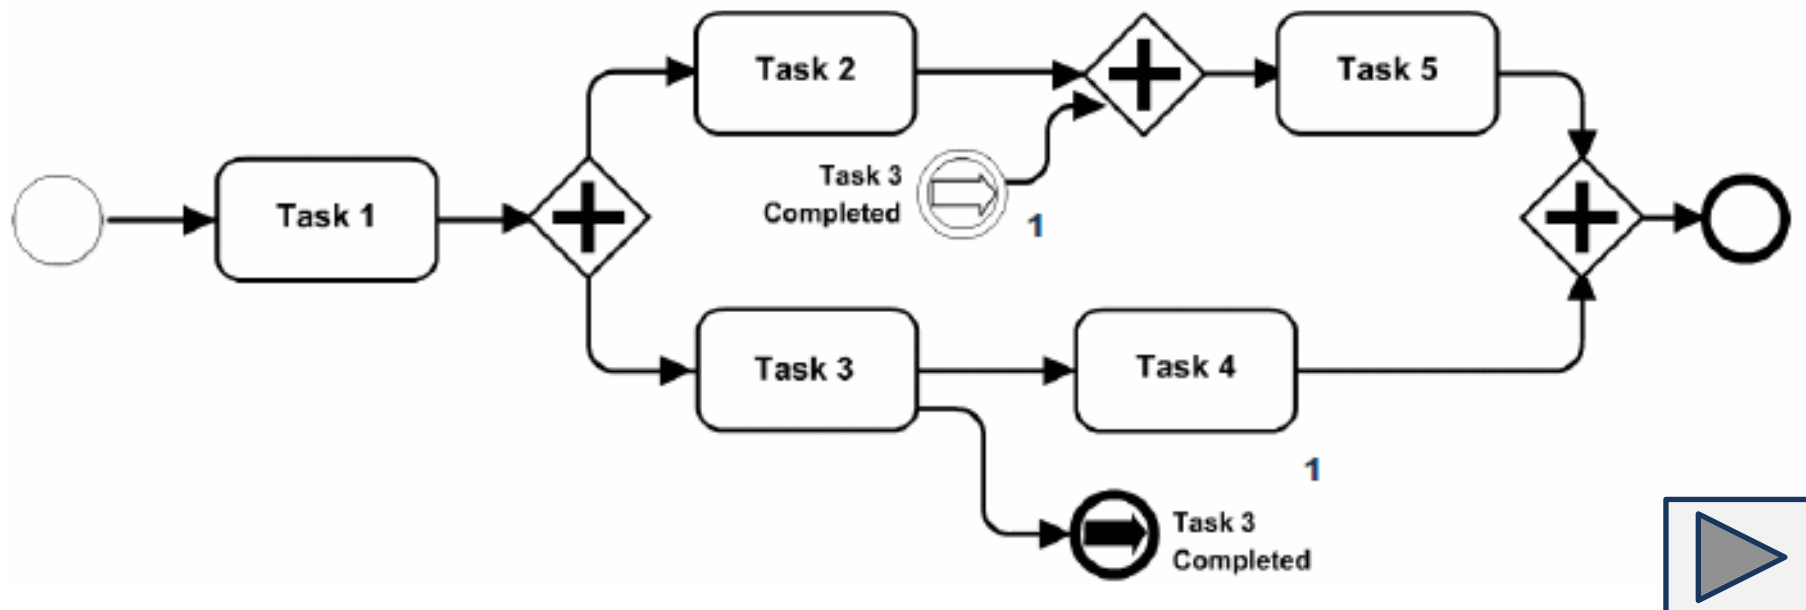 Task 2
Task 5
Task 3
Completed
1
Task 1
Task 3
Task 4
1
Task 3
Completed